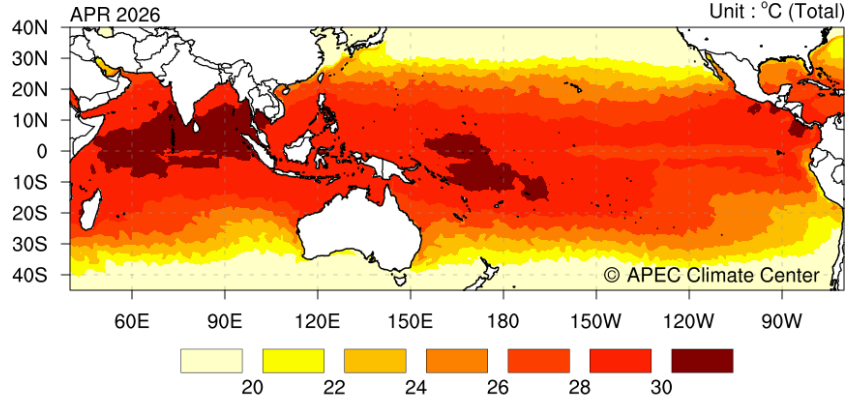 APR 2026
Unit : °C (Total)
40N
30N
20N
10N
0
10S
20S
30S
40S
© APEC Climate Center
60E 90E 120E 150E 180 150W 120W 90W
20 22 24 26 28 30